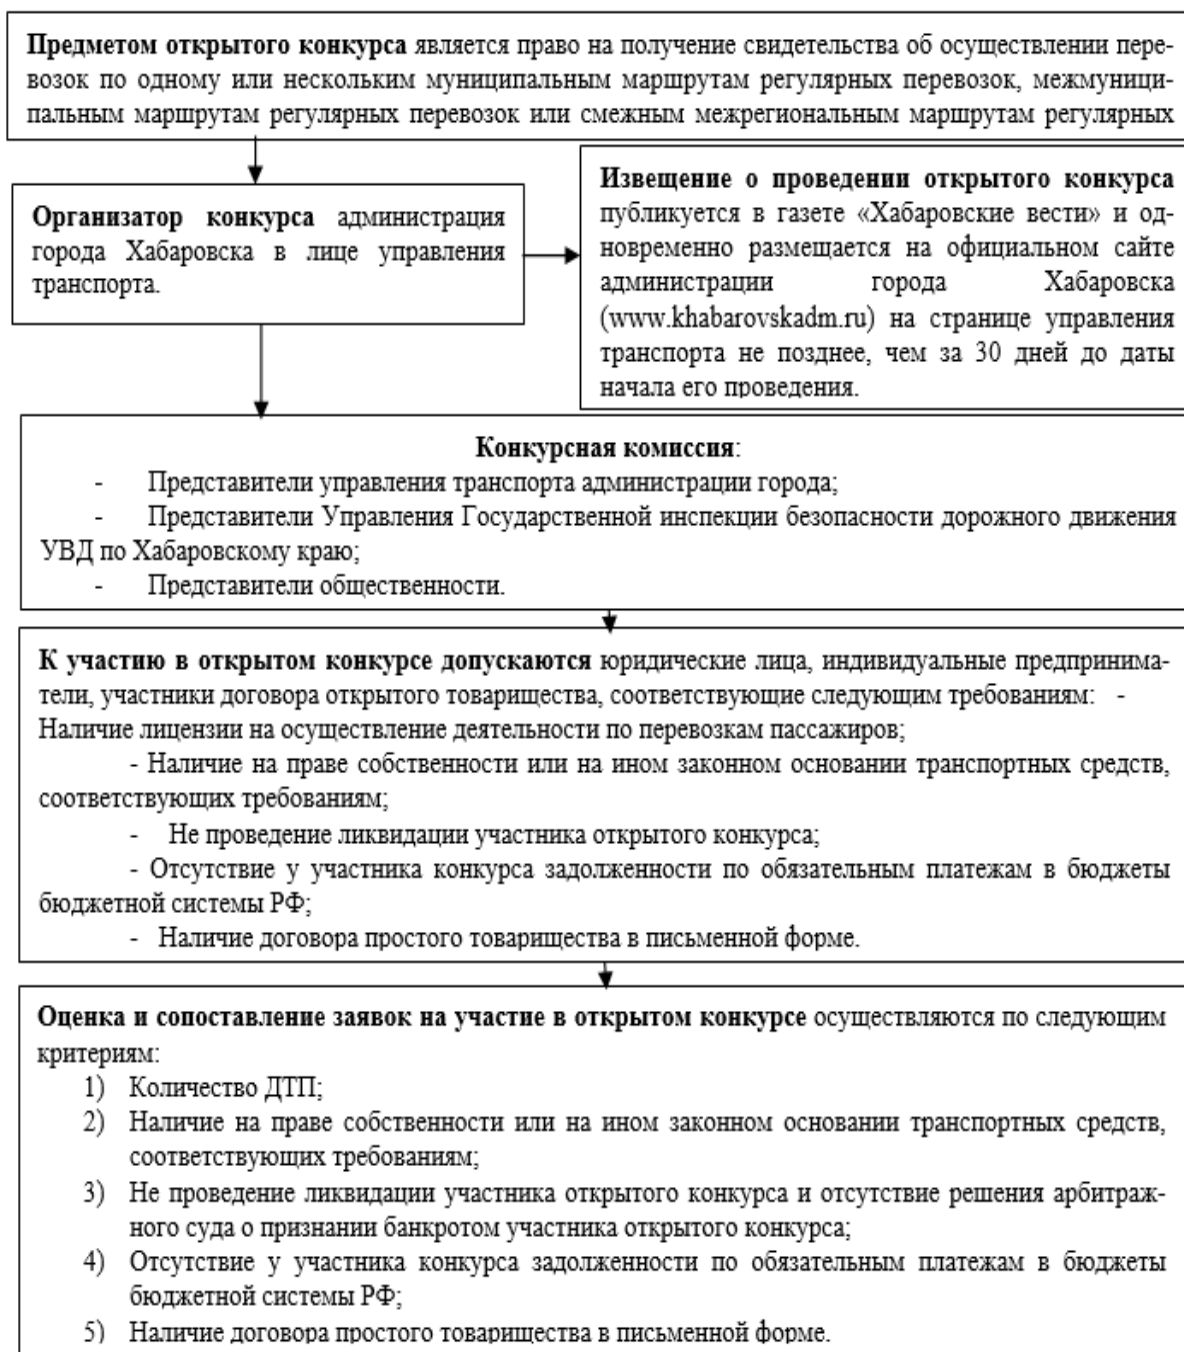 Предметом открытого конкурса является право на получение свидетельства об осуществлении пере-
возок по одному или нескольким муниципальным маршрутам регулярных перевозок, межмуници-
пальным маршрутам регулярных перевозок или смежным межрегиональным маршрутам регулярных
Организатор конкурса администрация
города Хабаровска в лице управления
транспорта.
Извещение о проведении открытого конкурса
публикуется в газете «Хабаровские вести» и од-
новременно размещается на официальном сайте
администрации города Хабаровска
(www.khabarovskadm.ru) на странице управления
транспорта не позднее, чем за 30 дней до даты
начала его проведения.
Конкурсная комиссия:
- Представители управления транспорта администрации города;
- Представители Управления Государственной инспекции безопасности дорожного движения
УВД по Хабаровскому краю;
- Представители общественности.
К участию в открытом конкурсе допускаются юридические лица, индивидуальные предпринима-
тели, участники договора открытого товарищества, соответствующие следующим требованиям: -
Наличие лицензии на осуществление деятельности по перевозкам пассажиров;
- Наличие на праве собственности или на ином законном основании транспортных средств,
соответствующих требованиям;
- Не проведение ликвидации участника открытого конкурса;
- Отсутствие у участника конкурса задолженности по обязательным платежам в бюджеты
бюджетной системы РФ;
- Наличие договора простого товарищества в письменной форме.
Оценка и сопоставление заявок на участие в открытом конкурсе осуществляются по следующим
критериям:
1) Количество ДТП;
2) Наличие на праве собственности или на ином законном основании транспортных средств,
соответствующих требованиям;
3) Не проведение ликвидации участника открытого конкурса и отсутствие решения арбитраж-
ного суда о признании банкротом участника открытого конкурса;
4) Отсутствие у участника конкурса задолженности по обязательным платежам в бюджеты
бюджетной системы РФ;
5) Наличие договора простого товарищества в письменной форме.